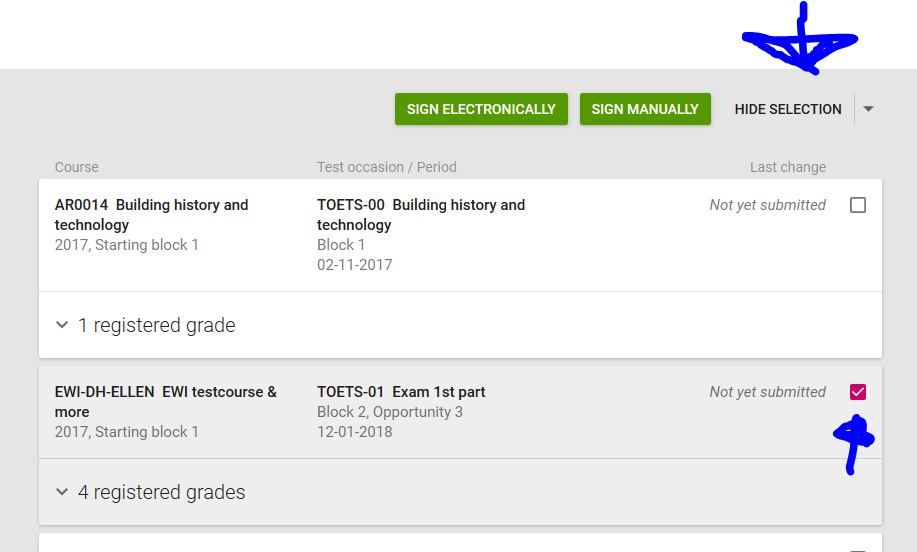 SIGN ELECTRONICALLY SIGN MANUALLY HIDE SELECTION
Course Test occasion / Period Last change
AR0014 Building history and TOETS-00 Building history and Not yet submitted
technology technology
2017, Starting block 1 Block 1
02-11-2017
1 registered grade
EWI-DH-ELLEN EWI testcourse & TOETS-01 Exam 1st part Not yet submitted
more Block 2, Opportunity 3
2017, Starting block 1 12-01-2018
4 registered grades